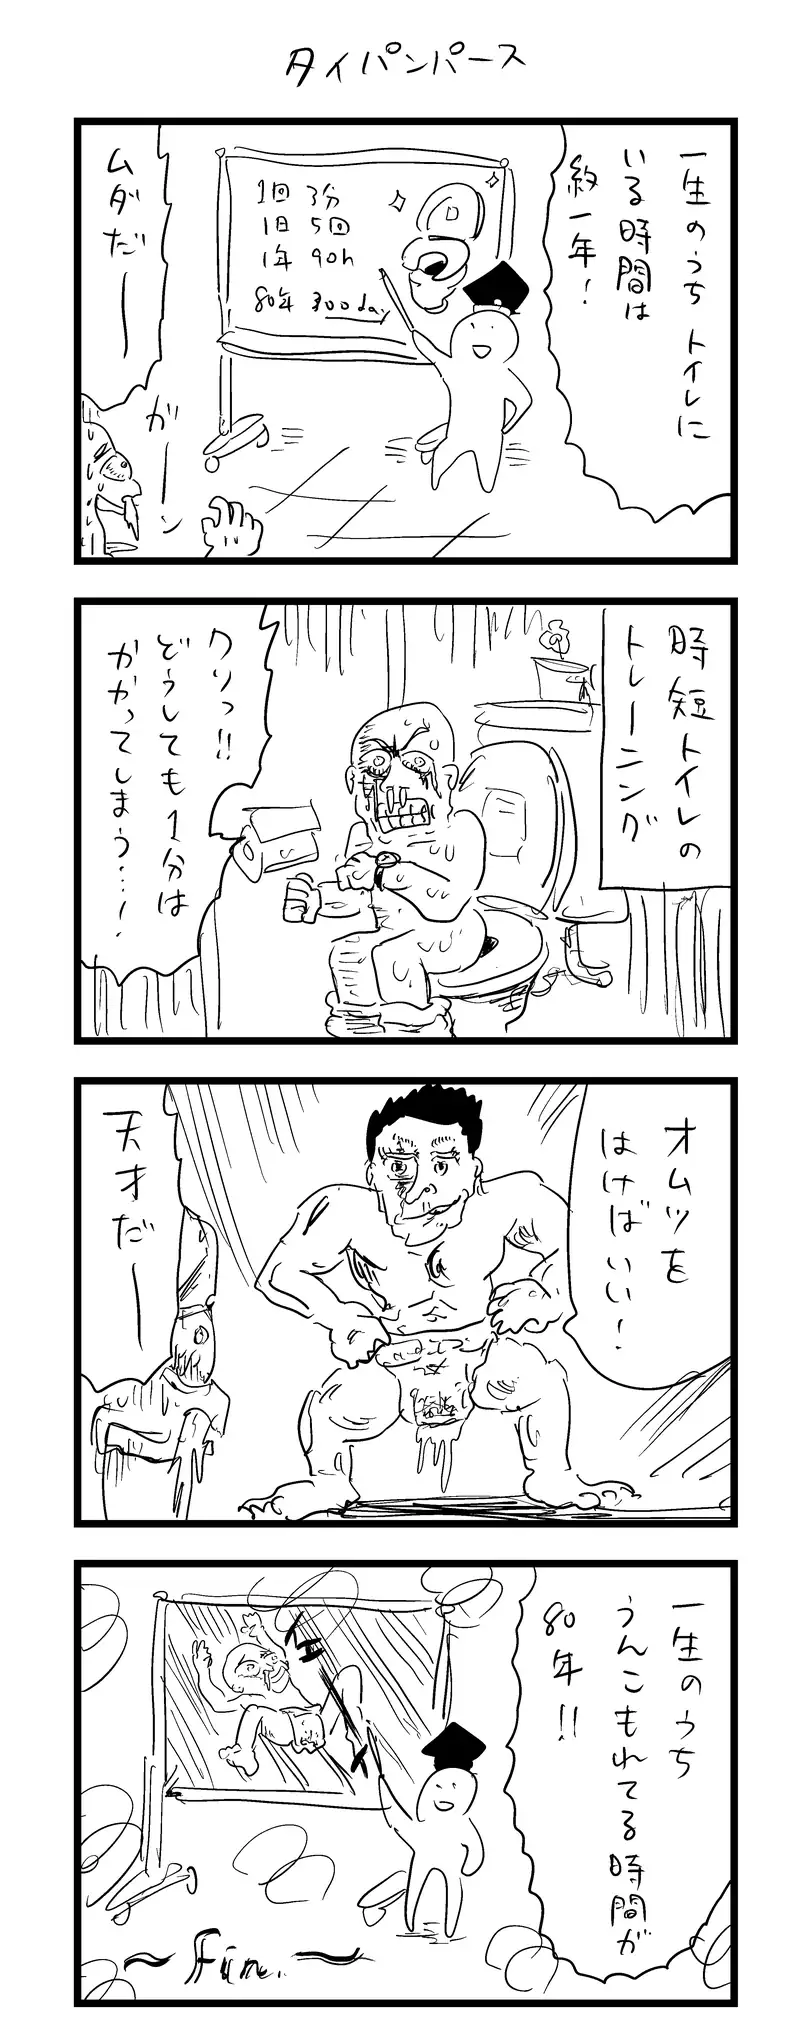 タイパンパース
一生のうち トイレに
いる時間は
約一年!
1回 3分
1日 5回
1年 90h
80年 300day
ムダだー
ガーン
時短トイレの
トレーニング
クソっ!!
どうしても1分は
かかってしまう…!
オムツを
はけばいい!
天才だー
一生のうち
うんこもれてる時間が
80年!!
イエーイ
〜Fin.〜